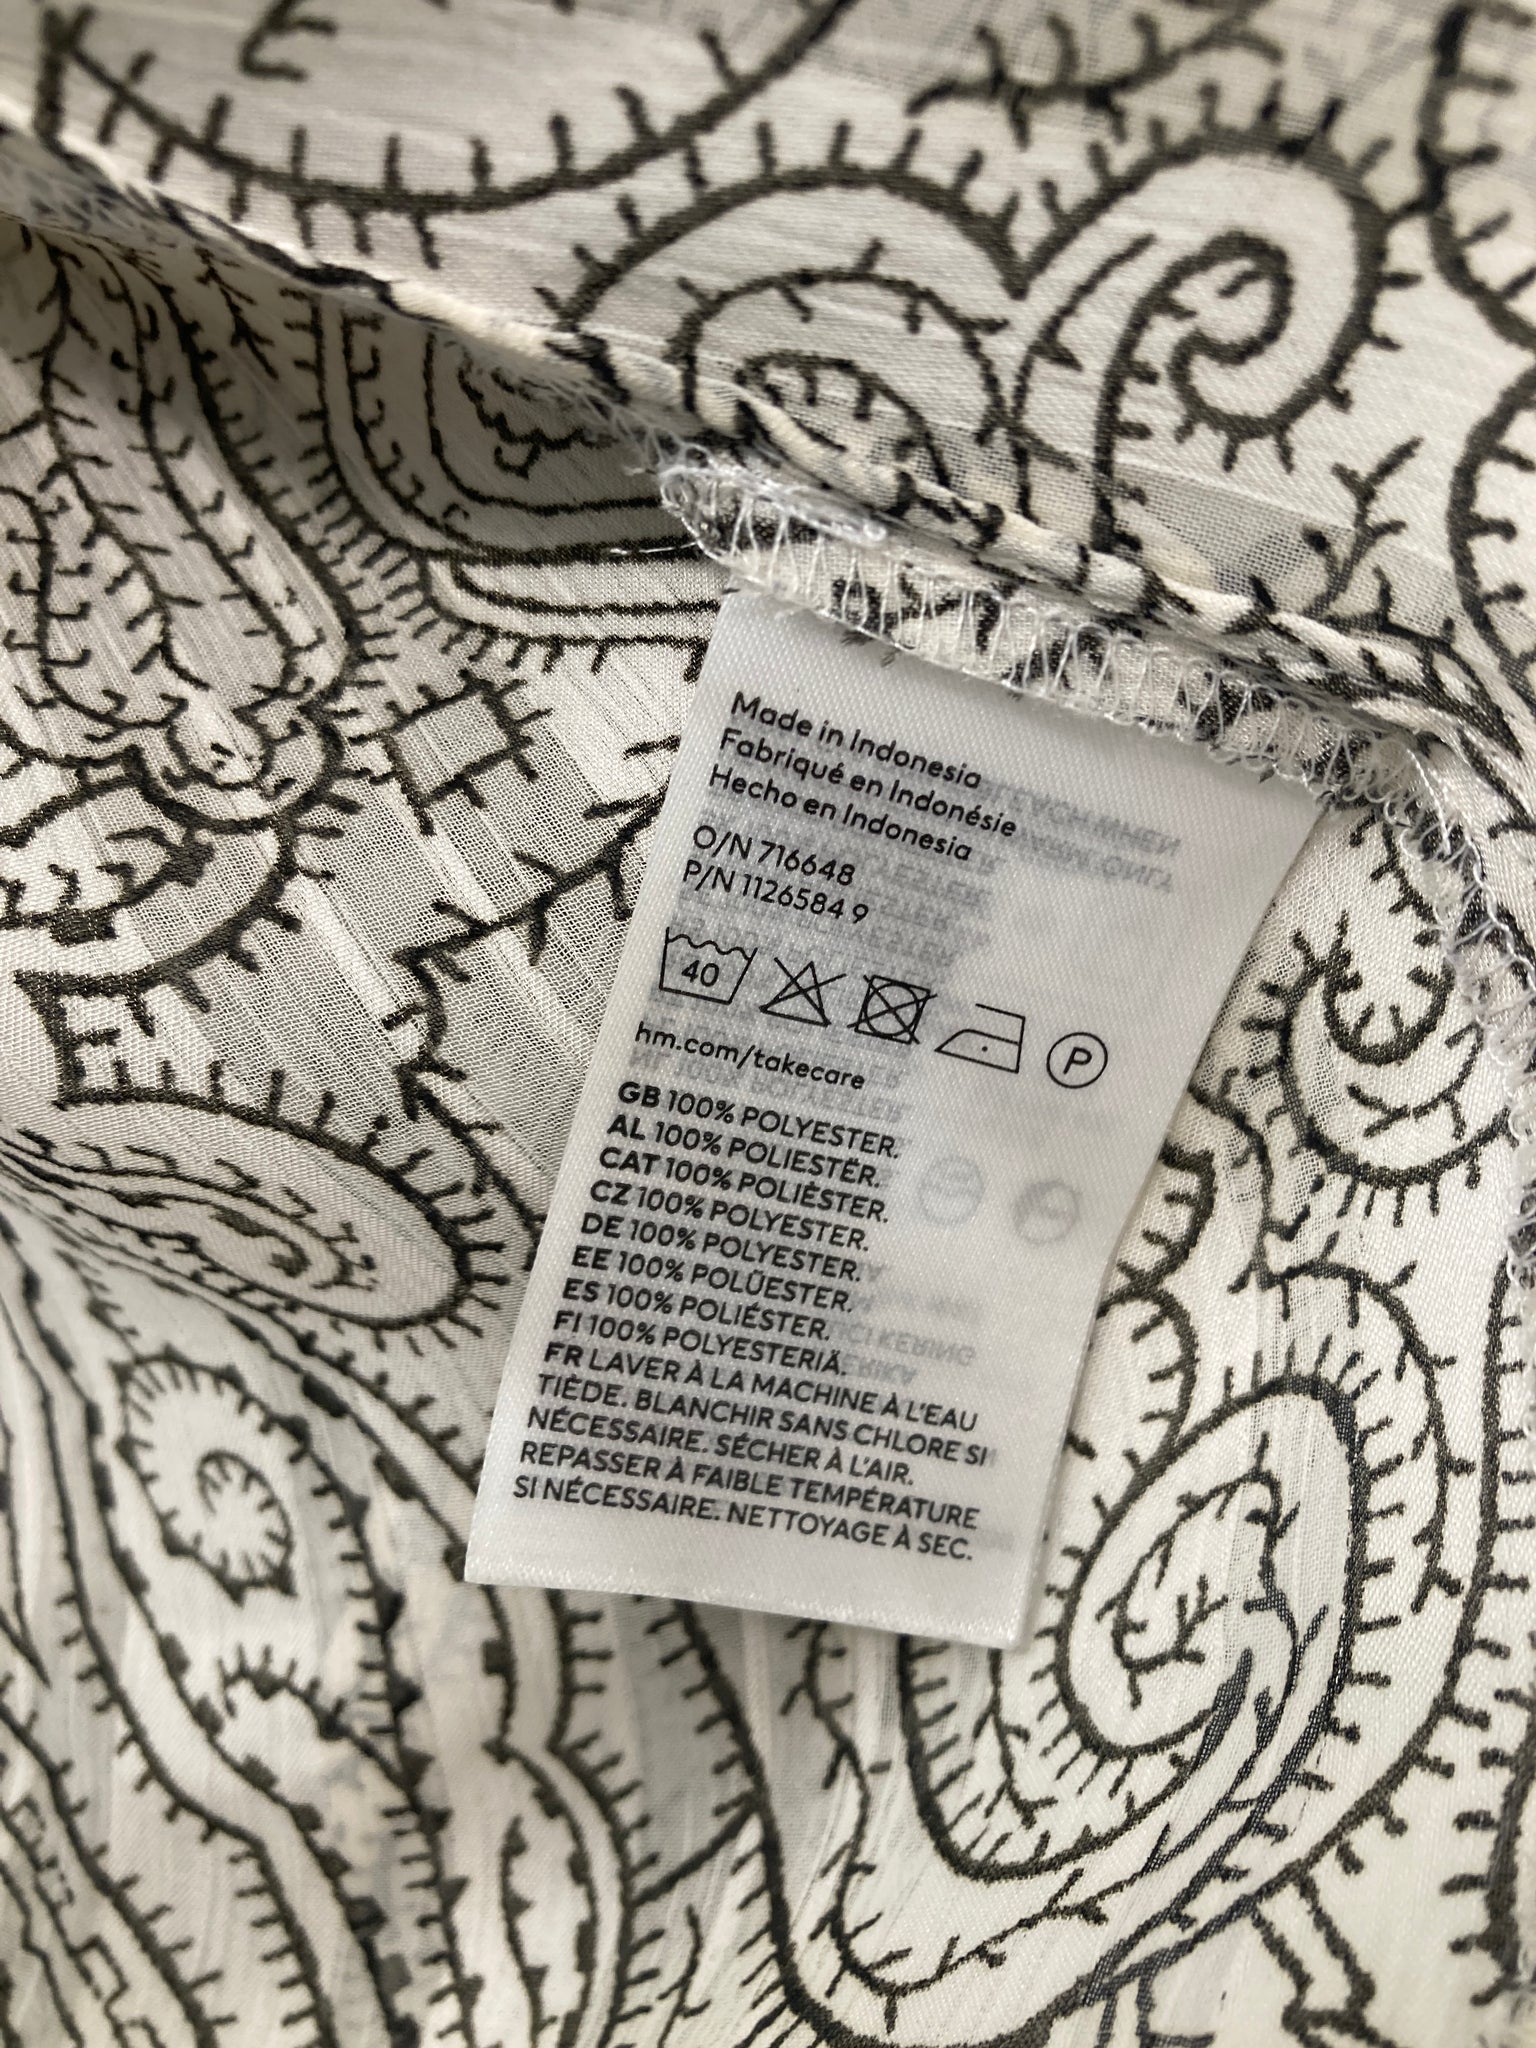 Made in Indonesia
Fabriqué en Indonésie
Hecho en Indonesia
O/N 716648
P/N 1126584 9
40
P
hm.com/takecare
GB 100% POLYESTER.
AL 100% POLIESTËR.
CAT 100% POLIÈSTER.
CZ 100% POLYESTER.
DE 100% POLYESTER.
EE 100% POLÜESTER.
ES 100% POLIÉSTER.
FI 100% POLYESTERIÄ.
FR LAVER À LA MACHINE À L'EAU
TIÈDE. BLANCHIR SANS CHLORE SI
NÉCESSAIRE. SÉCHER À L'AIR.
REPASSER À FAIBLE TEMPÉRATURE
SI NÉCESSAIRE. NETTOYAGE À SEC.